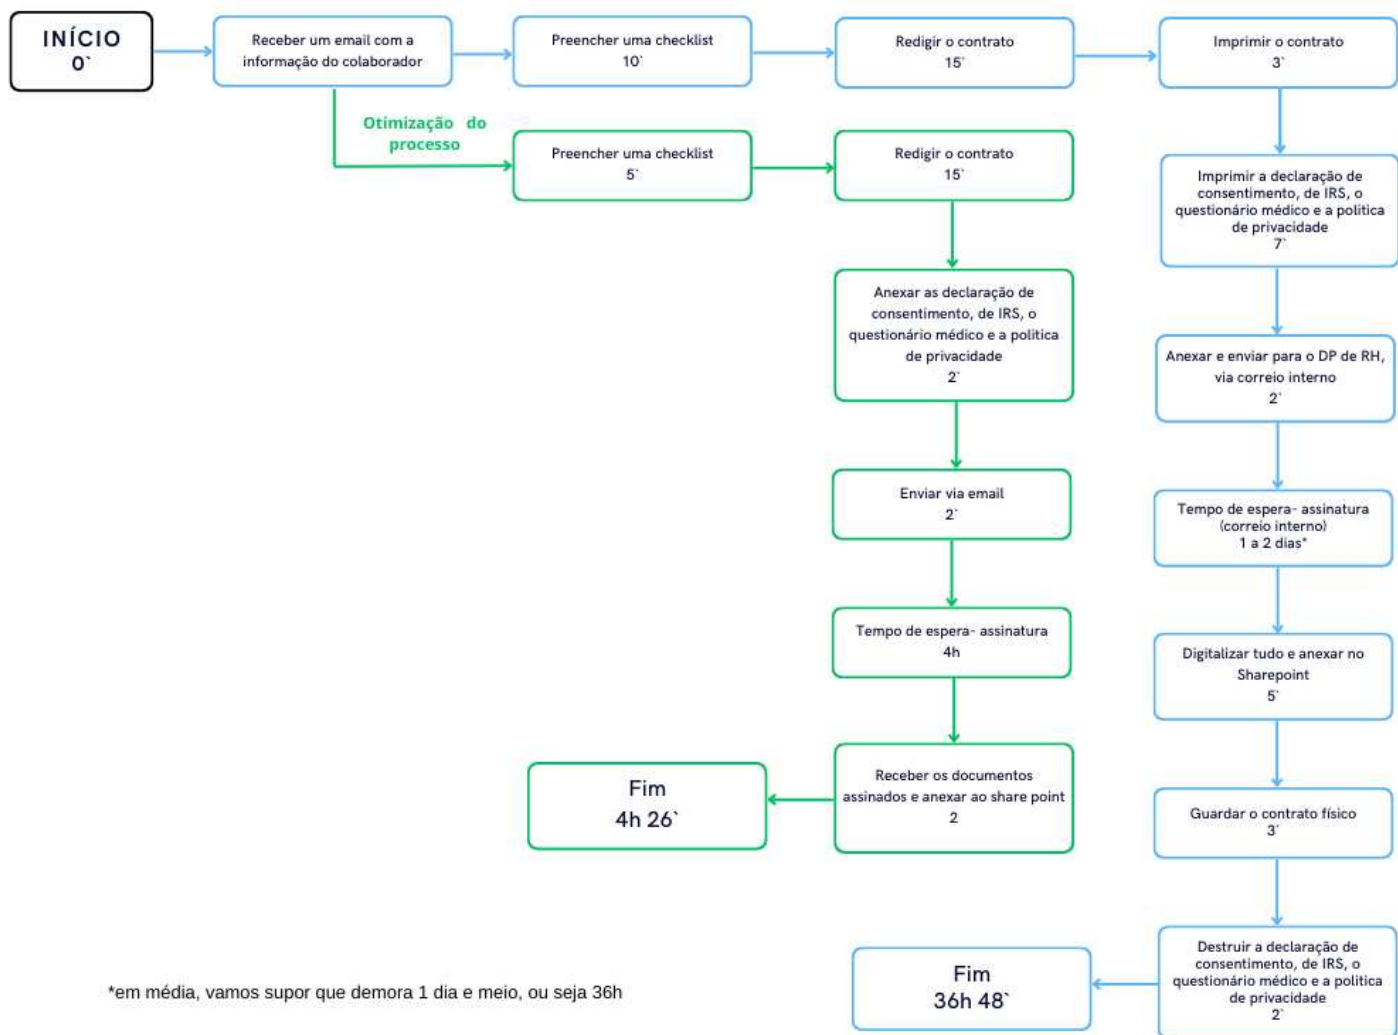 INÍCIO
0`
Receber um email com a
informação do colaborador
Preencher uma checklist
10`
Redigir o contrato
15`
Imprimir o contrato
3`
Otimização do
processo
Preencher uma checklist
5`
Redigir o contrato
15`
Imprimir a declaração de
consentimento, de IRS, o
questionário médico e a politica
de privacidade
7`
Anexar as declaração de
consentimento, de IRS, o
questionário médico e a politica
de privacidade
2`
Anexar e enviar para o DP de RH,
via correio interno
2`
Enviar via email
2`
Tempo de espera- assinatura
(correio interno)
1 a 2 dias*
Tempo de espera- assinatura
4h
Digitalizar tudo e anexar no
Sharepoint
5`
Receber os documentos
assinados e anexar ao share point
2
Fim
4h 26`
Guardar o contrato físico
3`
Destruir a declaração de
consentimento, de IRS, o
questionário médico e a politica
de privacidade
2`
Fim
36h 48`
*em média, vamos supor que demora 1 dia e meio, ou seja 36h